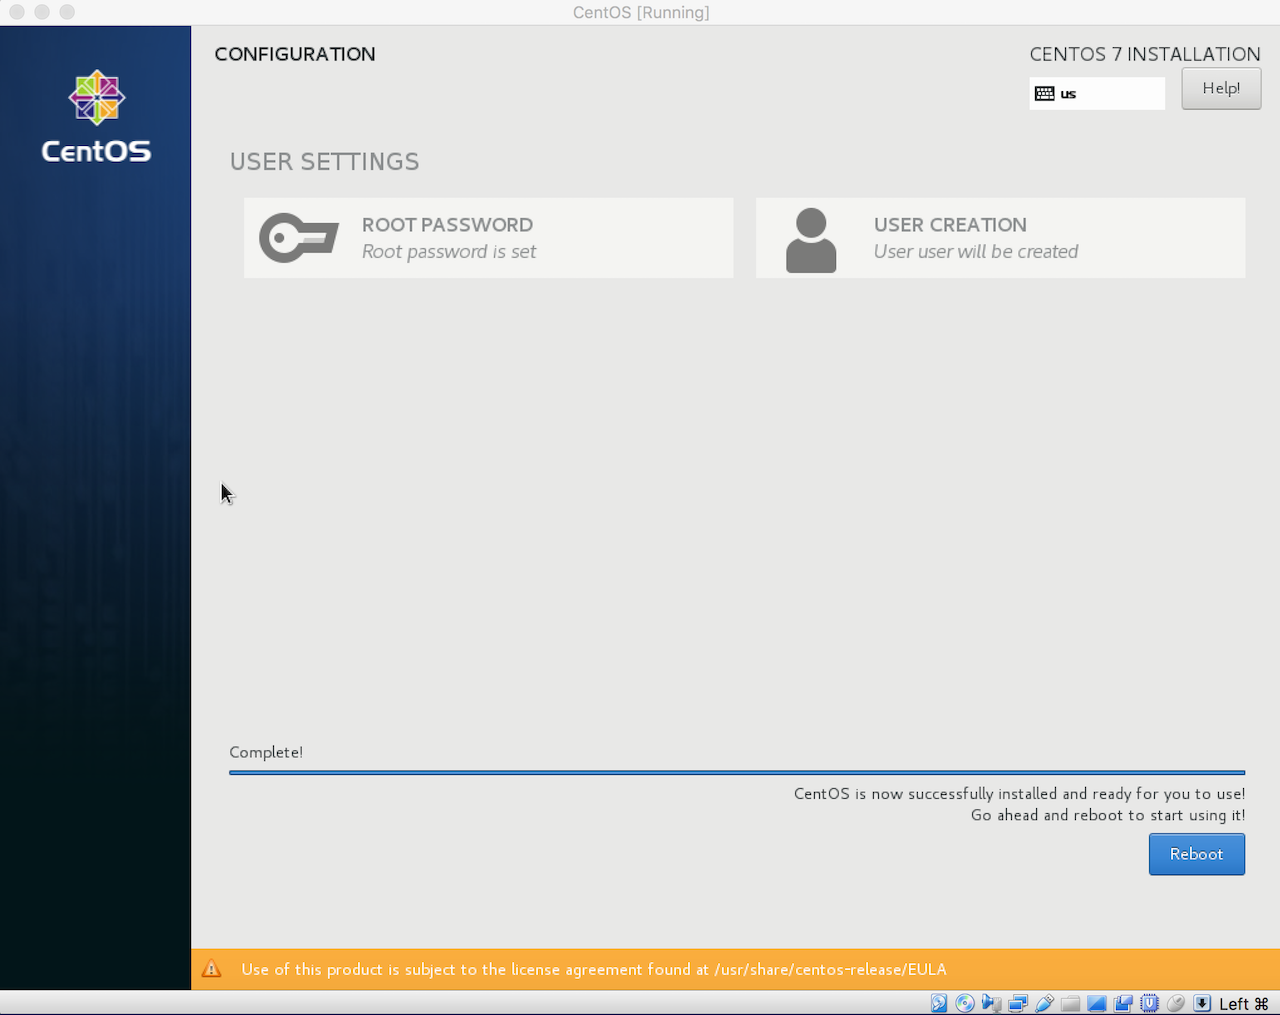 CentOS [Running]
CentOS
CONFIGURATION
CENTOS 7 INSTALLATION
us
Help!
USER SETTINGS
ROOT PASSWORD
Root password is set
USER CREATION
User user will be created
Complete!
CentOS is now successfully installed and ready for you to use!
Go ahead and reboot to start using it!
Reboot
Use of this product is subject to the license agreement found at /usr/share/centos-release/EULA
Left ⌘